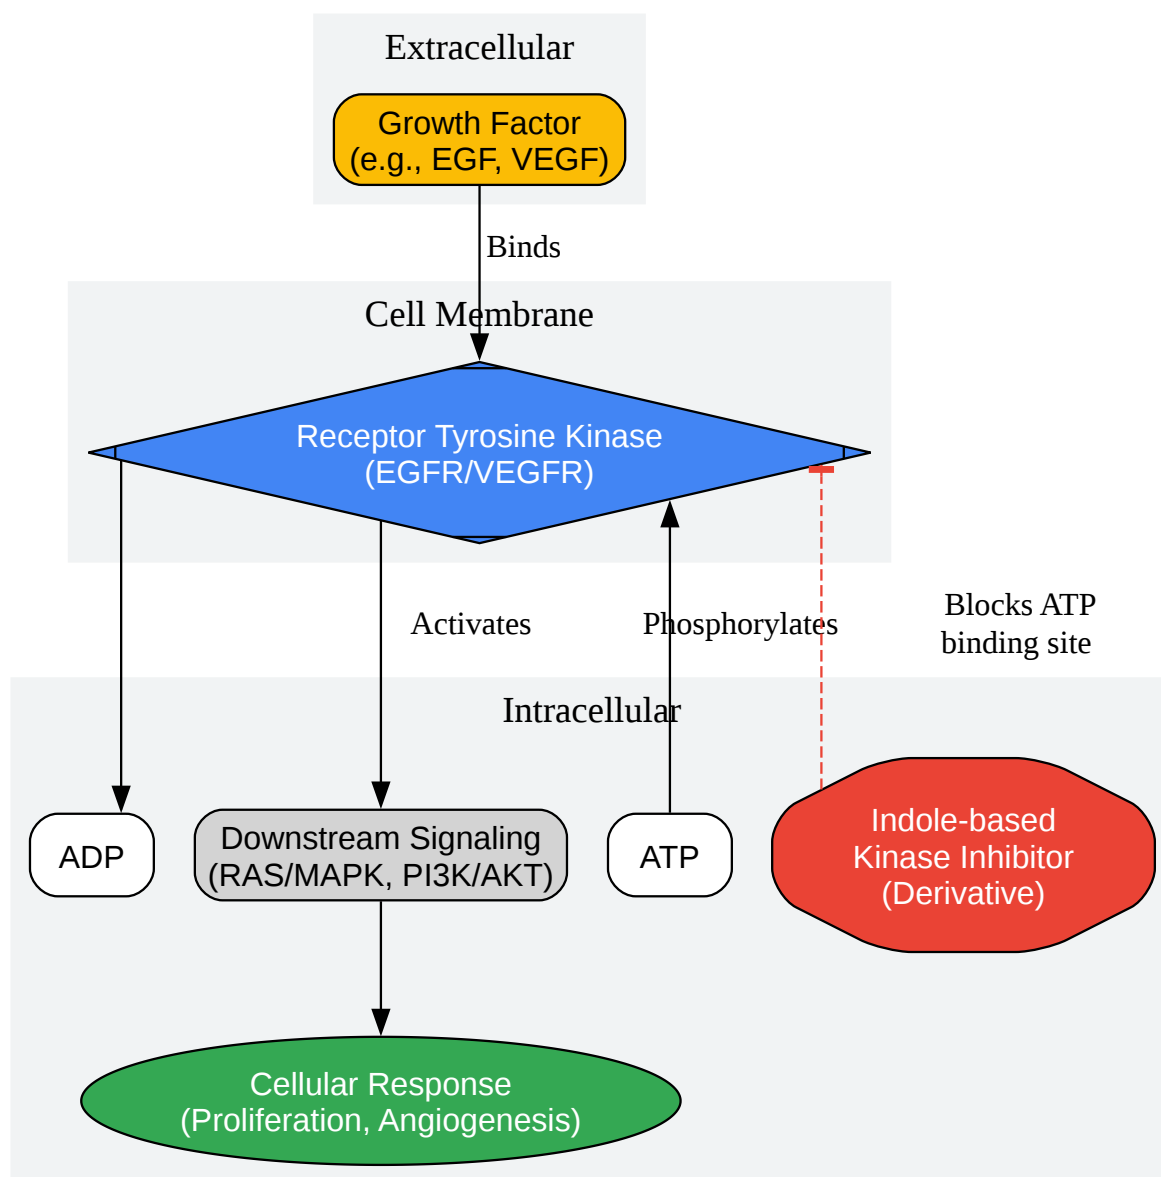 Extracellular
Growth Factor
(e.g., EGF, VEGF)
Binds
Cell Membrane
Receptor Tyrosine Kinase
(EGFR/VEGFR)
Activates
Phosphorylates
Blocks ATP
binding site
Intracellular
ADP
Downstream Signaling
(RAS/MAPK, PI3K/AKT)
ATP
Indole-based
Kinase Inhibitor
(Derivative)
Cellular Response
(Proliferation, Angiogenesis)